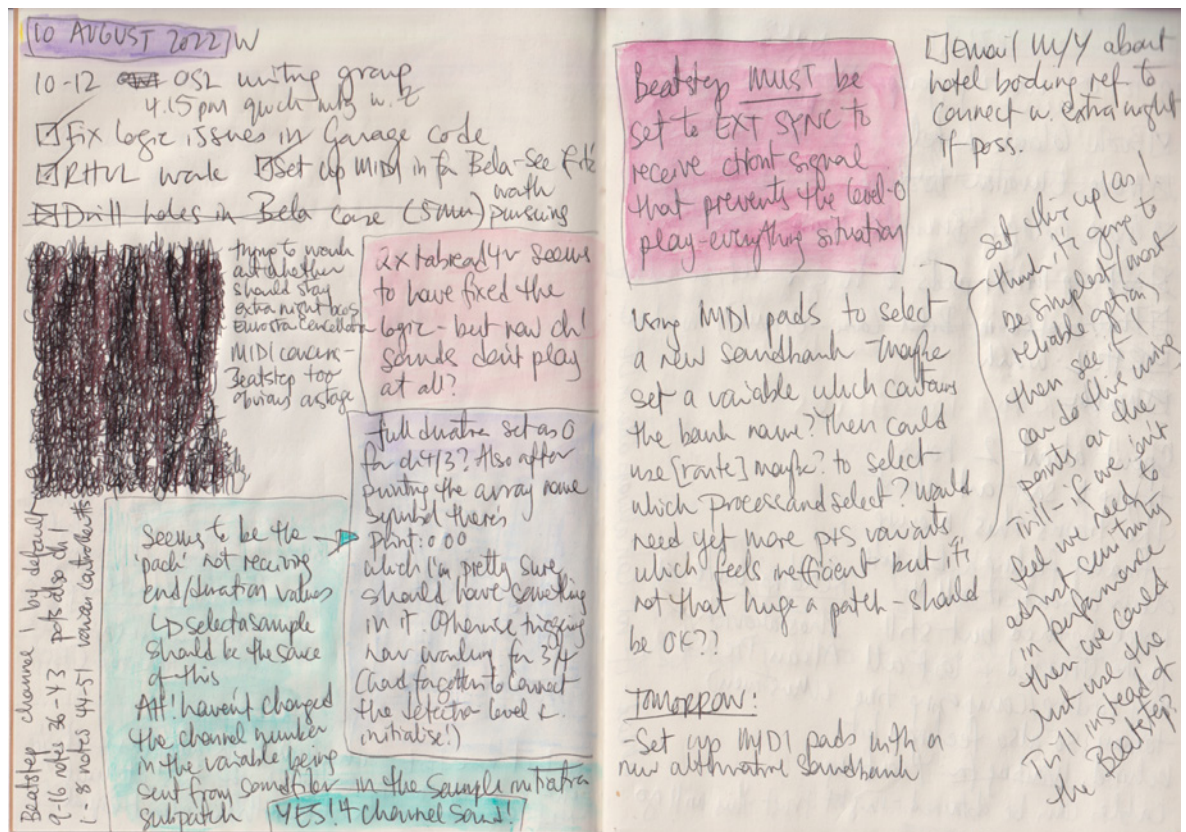 10 AUGUST 2022 W
10-12 OSL writing group
4.15pm quick mtg w. E
Fix logic issues in Garage code
RHUL work
Set up MIDI in for Bela - see if it's
worth
pursuing
Drill holes in Bela case (5mm)
trying to work
out whether
should stay
extra night bcos
Eurostar cancellation
MIDI concerns -
Beatstep too
obvious onstage
2x tabread4~ seems
to have fixed the
logic - but now ch1
sounds don't play
at all?
full duration set as 0
for ch4/3? Also after
printing the array name
symbol there's
print: 0 0 0
which I'm pretty sure
should have something
in it. Otherwise trigging
now working for 3/4
(had forgotten to connect
the detection level &
initialise!)
Seems to be the
'pack' not receiving
end/duration values
↳ selectasample
should be the source
of this
AH! haven't changed
the channel number
in the variable being
sent from soundfiler in the sample initiation
subpatch
YES! 4 channel sound!
Beatstep channel 1 by default
9-16 notes 36-43 pots also ch1
1-8 notes 44-51 various controllers
Beatstep MUST be
set to EXT SYNC to
receive client signal
that prevents the level-0
play-everything situation
Email M/Y about
hotel booking ref to
connect w. extra night
if poss.
Using MIDI pads to select
a new soundbank - maybe
set a variable which contains
the bank name? Then could
use [route] maybe? to select
which processandselect? Would
need yet more p+s variants,
which feels inefficient but it's
not that huge a patch - should
be OK??
TOMORROW:
- Set up MIDI pads with a
new alternative soundbank
Set this up (as I
think it's going to
be simplest/most
reliable option)
then see if I
can do this using
points on the
Trill - if we don't
feel we need to
adjust sensitivity
in performance
then we could
just use the
Trill instead of
the Beatstep?